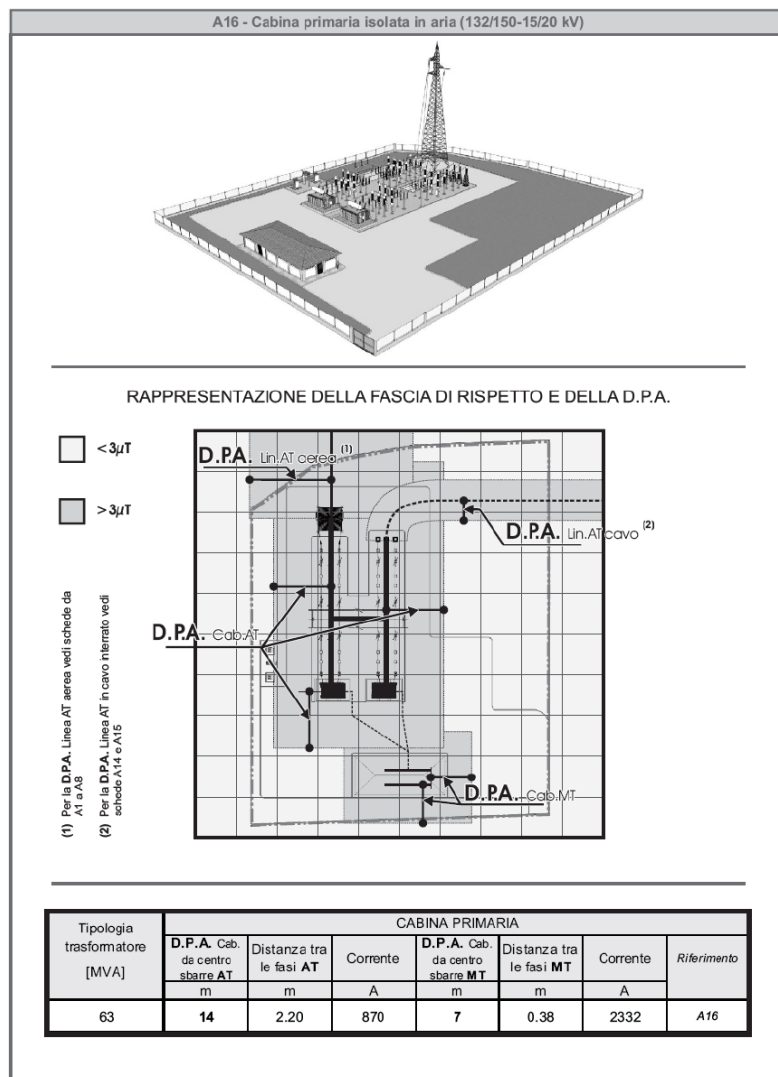 A16 - Cabina primaria isolata in aria (132/150-15/20 kV)
RAPPRESENTAZIONE DELLA FASCIA DI RISPETTO E DELLA D.P.A.
<3µT
>3µT
D.P.A. Lin.AT cerea (1)
D.P.A. Lin.AT cavo (2)
D.P.A. Cab.AT
D.P.A. Cab.MT
(1) Per la D.P.A. Linea AT aerea vedi schede da
A1 a A8
(2) Per la D.P.A. Linea AT in cavo interrato vedi
schede A14 e A15
Tipologia
trasformatore
[MVA]
CABINA PRIMARIA
D.P.A. Cab.
da centro
sbarre AT
Distanza tra
le fasi AT
Corrente
D.P.A. Cab.
da centro
sbarre MT
Distanza tra
le fasi MT
Corrente
Riferimento
m m A m m A
63 14 2.20 870 7 0.38 2332 A16